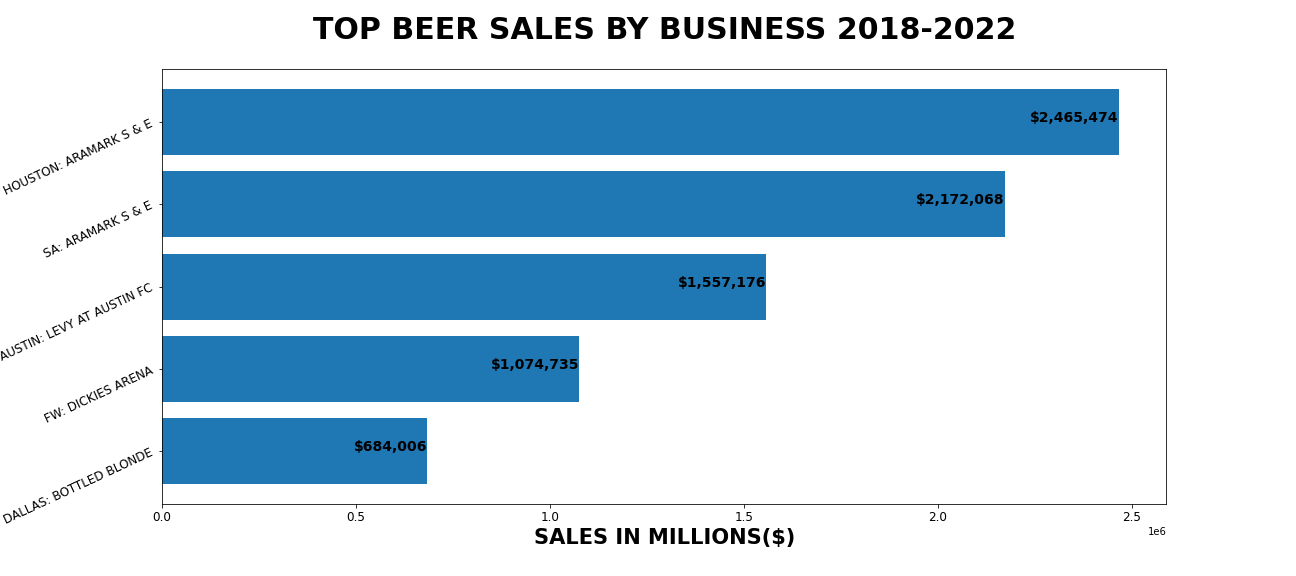 TOP BEER SALES BY BUSINESS 2018-2022
HOUSTON: ARAMARK S & E
$2,465,474
SA: ARAMARK S & E
$2,172,068
AUSTIN: LEVY AT AUSTIN FC
$1,557,176
FW: DICKIES ARENA
$1,074,735
DALLAS: BOTTLED BLONDE
$684,006
0.0 0.5 1.0 1.5 2.0 2.5
1e6
SALES IN MILLIONS($)